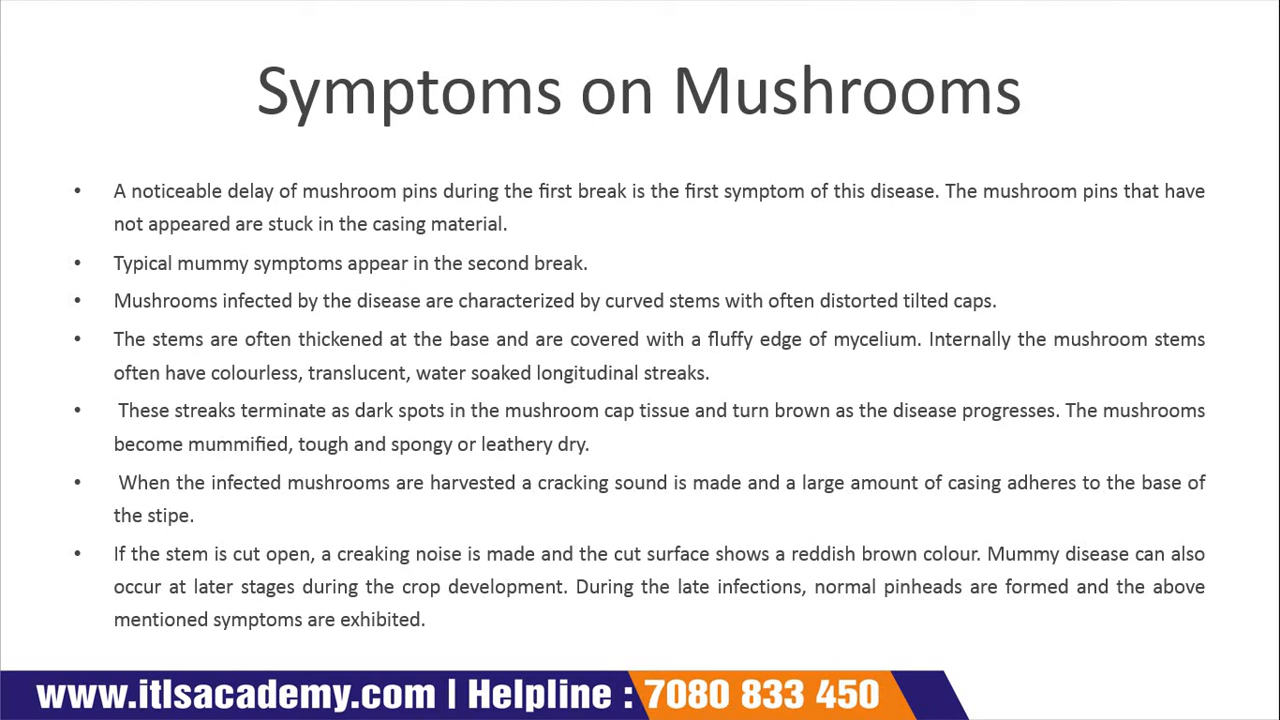 Symptoms on Mushrooms
• A noticeable delay of mushroom pins during the first break is the first symptom of this disease. The mushroom pins that have
not appeared are stuck in the casing material.
• Typical mummy symptoms appear in the second break.
• Mushrooms infected by the disease are characterized by curved stems with often distorted tilted caps.
• The stems are often thickened at the base and are covered with a fluffy edge of mycelium. Internally the mushroom stems
often have colourless, translucent, water soaked longitudinal streaks.
• These streaks terminate as dark spots in the mushroom cap tissue and turn brown as the disease progresses. The mushrooms
become mummified, tough and spongy or leathery dry.
• When the infected mushrooms are harvested a cracking sound is made and a large amount of casing adheres to the base of
the stipe.
• If the stem is cut open, a creaking noise is made and the cut surface shows a reddish brown colour. Mummy disease can also
occur at later stages during the crop development. During the late infections, normal pinheads are formed and the above
mentioned symptoms are exhibited.
www.itlsacademy.com | Helpline : 7080 833 450